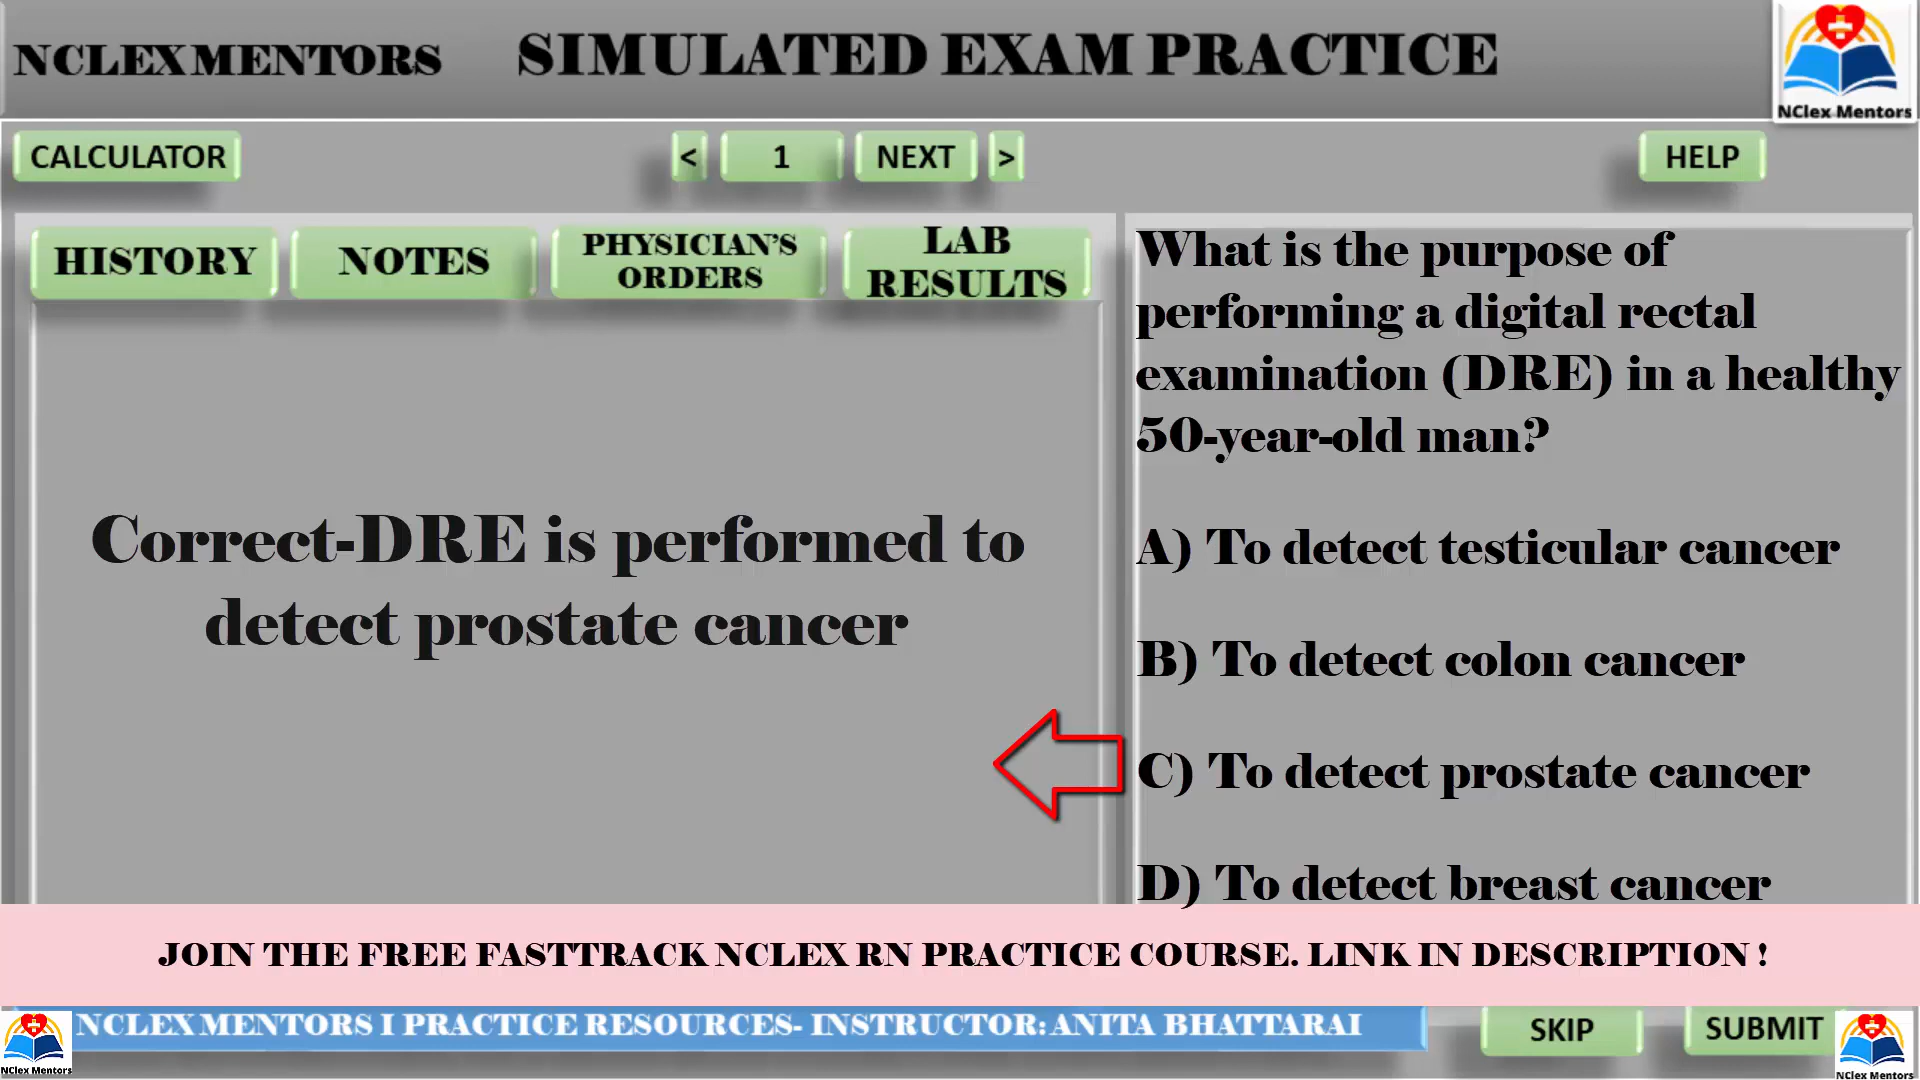 NCLEX MENTORS
SIMULATED EXAM PRACTICE
NClex Mentors
CALCULATOR
<
1
NEXT
>
HELP
HISTORY
NOTES
PHYSICIAN'S
ORDERS
LAB
RESULTS
Correct-DRE is performed to
detect prostate cancer
What is the purpose of
performing a digital rectal
examination (DRE) in a healthy
50-year-old man?
A) To detect testicular cancer
B) To detect colon cancer
C) To detect prostate cancer
D) To detect breast cancer
JOIN THE FREE FASTTRACK NCLEX RN PRACTICE COURSE. LINK IN DESCRIPTION !
NClex Mentors
NCLEX MENTORS I PRACTICE RESOURCES- INSTRUCTOR: ANITA BHATTARAI
SKIP
SUBMIT
NClex Mentors